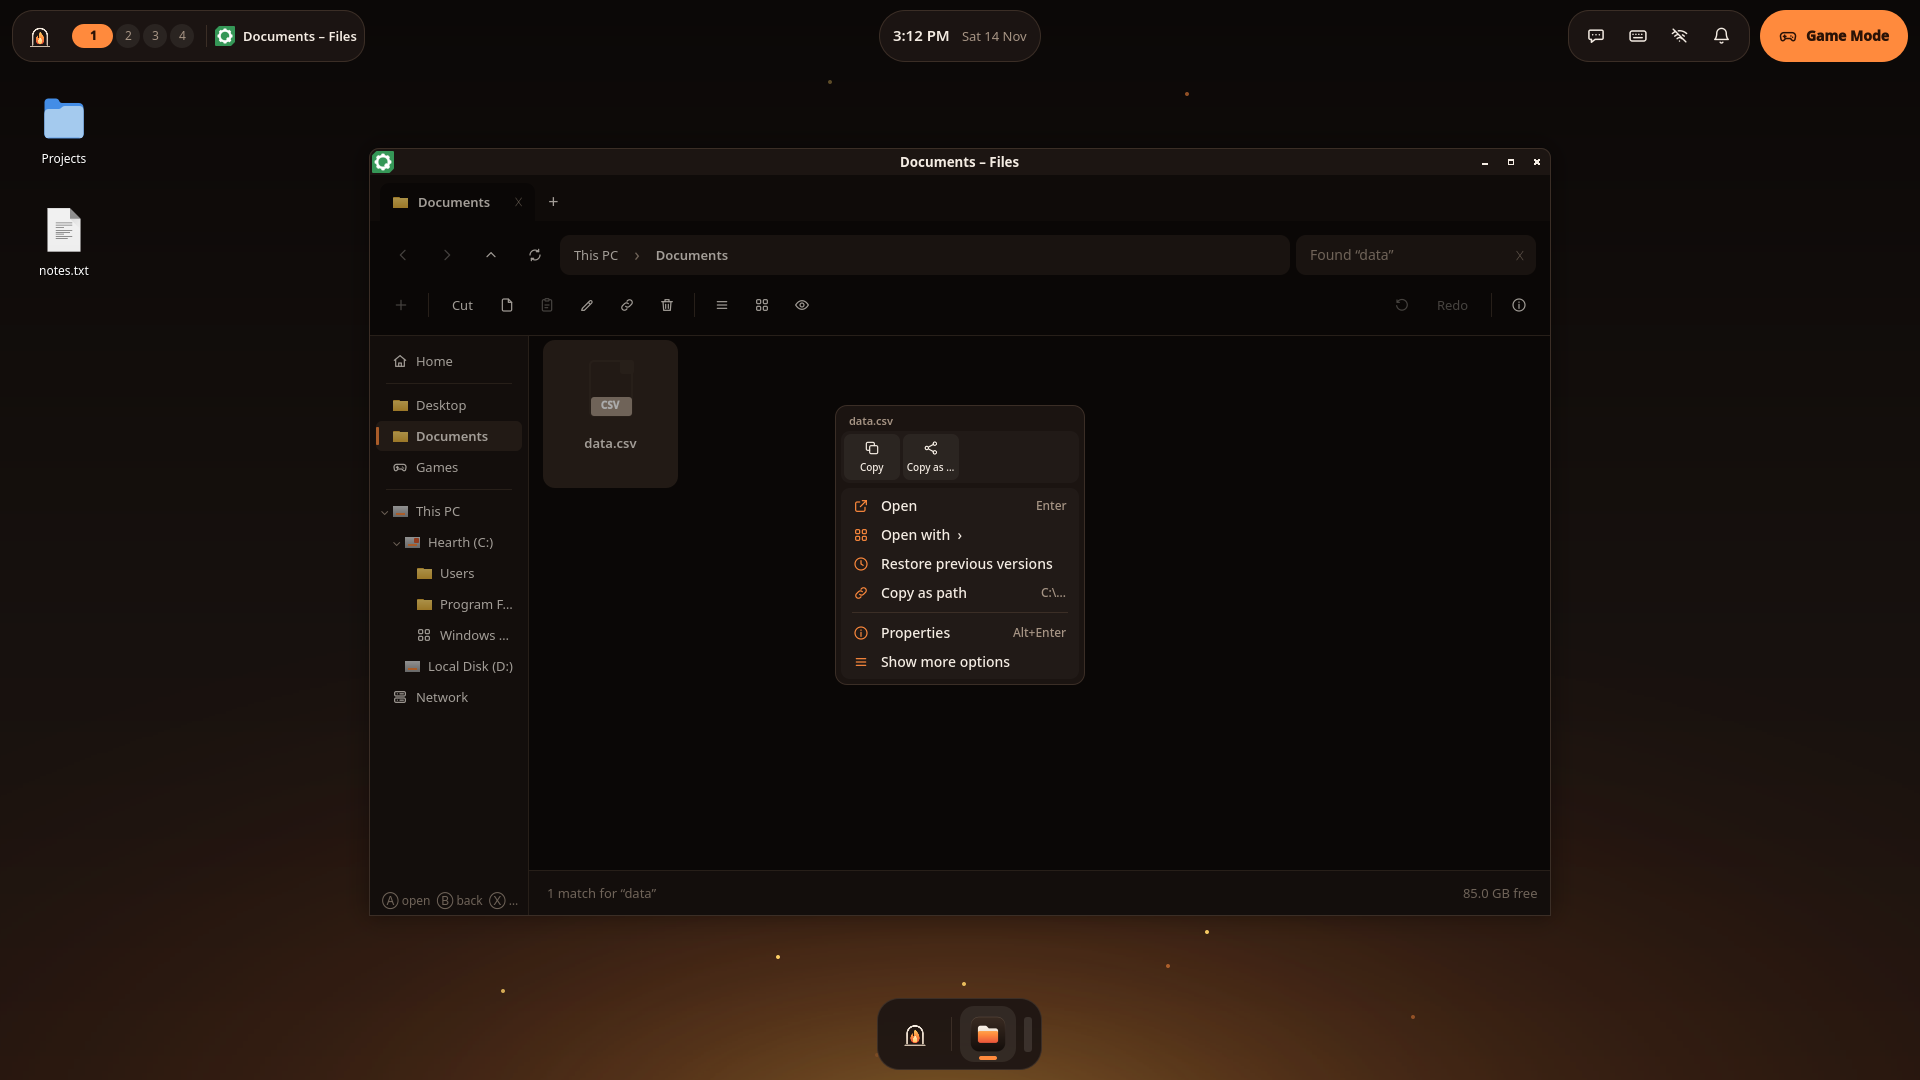 1 2 3 4 Documents – Files
3:12 PM Sat 14 Nov
Game Mode
Projects
notes.txt
Documents – Files
Documents X +
This PC › Documents
Found “data” X
Cut
Redo
Home
Desktop
Documents
Games
This PC
Hearth (C:)
Users
Program F...
Windows ...
Local Disk (D:)
Network
A open B back X ...
CSV
data.csv
data.csv
Copy
Copy as ...
Open Enter
Open with ›
Restore previous versions
Copy as path C:\...
Properties Alt+Enter
Show more options
1 match for “data”
85.0 GB free